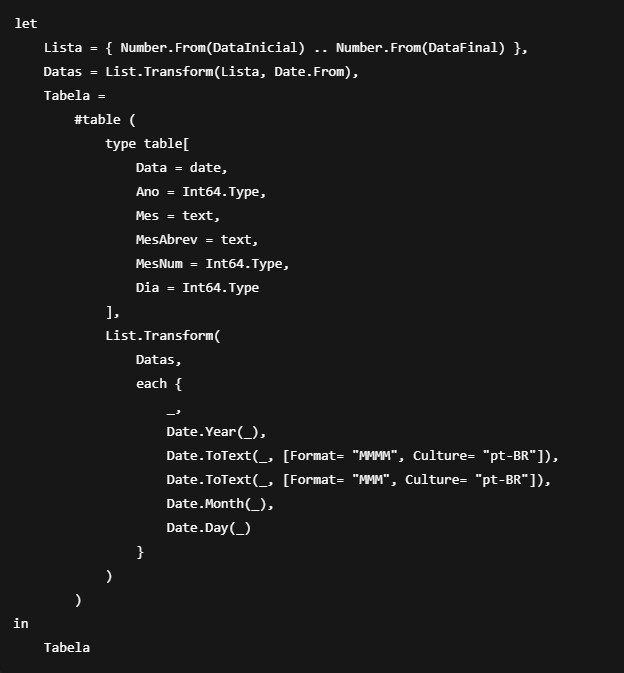 let
    Lista = { Number.From(DataInicial) .. Number.From(DataFinal) },
    Datas = List.Transform(Lista, Date.From),
    Tabela =
        #table (
            type table[
                Data = date,
                Ano = Int64.Type,
                Mes = text,
                MesAbrev = text,
                MesNum = Int64.Type,
                Dia = Int64.Type
            ],
            List.Transform(
                Datas,
                each {
                    _,
                    Date.Year(_),
                    Date.ToText(_, [Format= "MMMM", Culture= "pt-BR"]),
                    Date.ToText(_, [Format= "MMM", Culture= "pt-BR"]),
                    Date.Month(_),
                    Date.Day(_)
                }
            )
        )
in
    Tabela